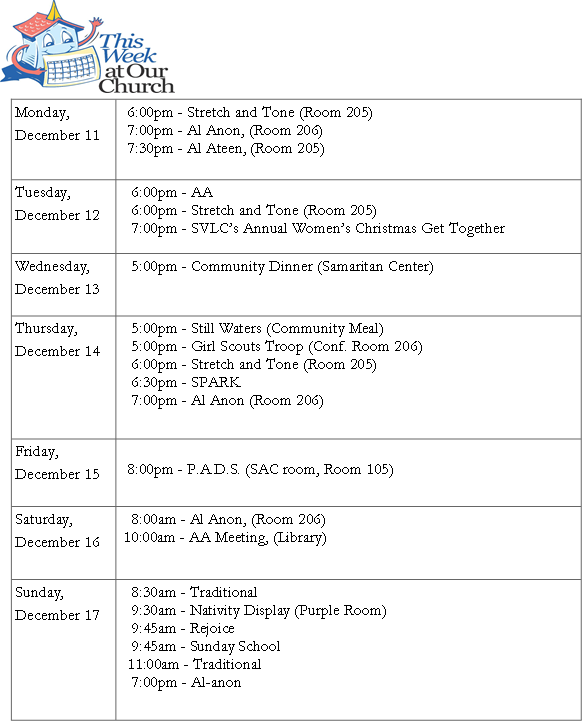 This
Week
at Our
Church
Monday,
December 11
6:00pm - Stretch and Tone (Room 205)
7:00pm - Al Anon, (Room 206)
7:30pm - Al Ateen, (Room 205)
Tuesday,
December 12
6:00pm - AA
6:00pm - Stretch and Tone (Room 205)
7:00pm - SVLC's Annual Women's Christmas Get Together
Wednesday,
December 13
5:00pm - Community Dinner (Samaritan Center)
Thursday,
December 14
5:00pm - Still Waters (Community Meal)
5:00pm - Girl Scouts Troop (Conf. Room 206)
6:00pm - Stretch and Tone (Room 205)
6:30pm - SPARK
7:00pm - Al Anon (Room 206)
Friday,
December 15
8:00pm - P.A.D.S. (SAC room, Room 105)
Saturday,
December 16
8:00am - Al Anon, (Room 206)
10:00am - AA Meeting, (Library)
Sunday,
December 17
8:30am - Traditional
9:30am - Nativity Display (Purple Room)
9:45am - Rejoice
9:45am - Sunday School
11:00am - Traditional
7:00pm - Al-anon